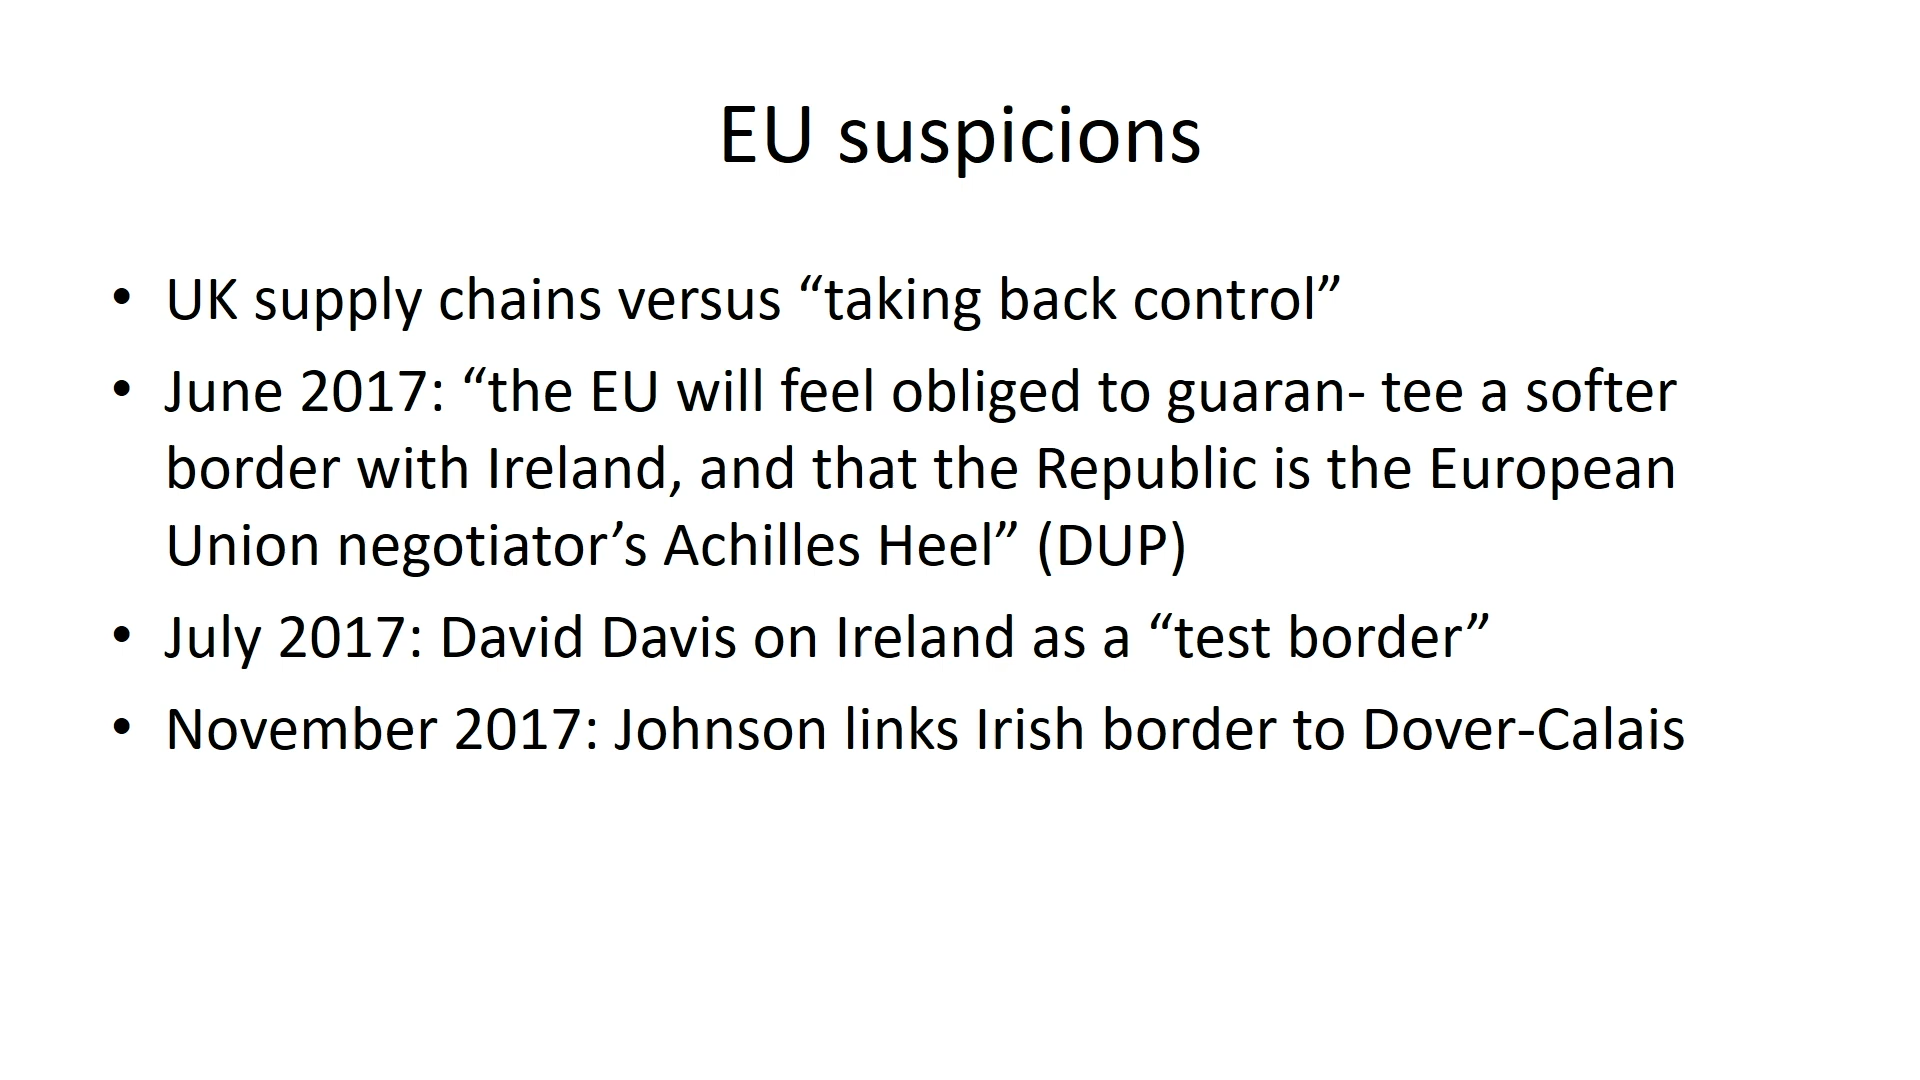 EU suspicions
• UK supply chains versus “taking back control”
• June 2017: “the EU will feel obliged to guaran- tee a softer
border with Ireland, and that the Republic is the European
Union negotiator’s Achilles Heel” (DUP)
• July 2017: David Davis on Ireland as a “test border”
• November 2017: Johnson links Irish border to Dover-Calais